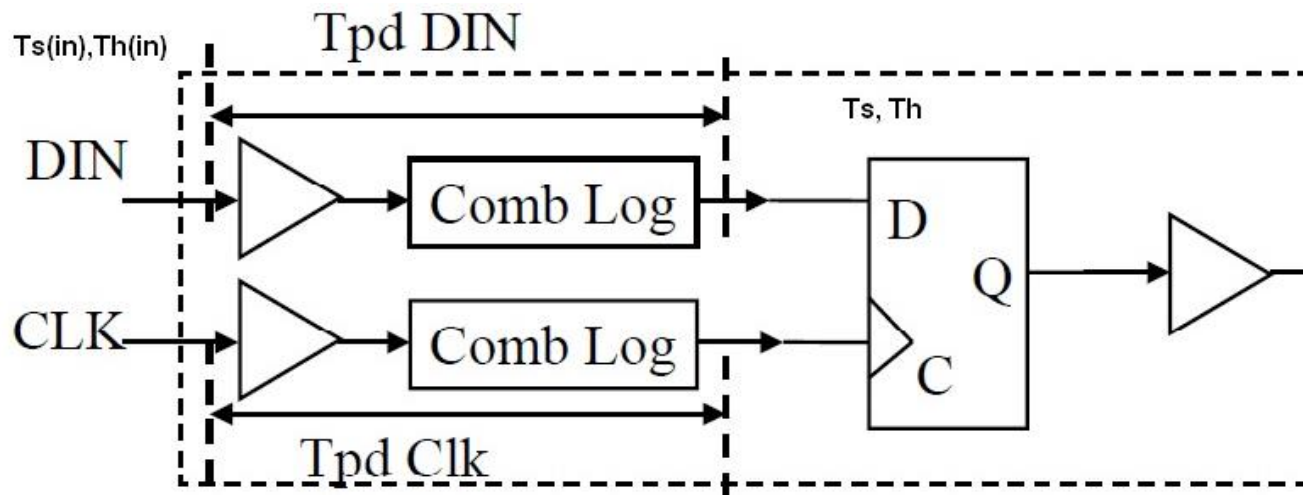 Ts(in),Th(in)
Tpd DIN
Ts, Th
DIN
Comb Log
D
Q
CLK
Comb Log
C
Tpd Clk